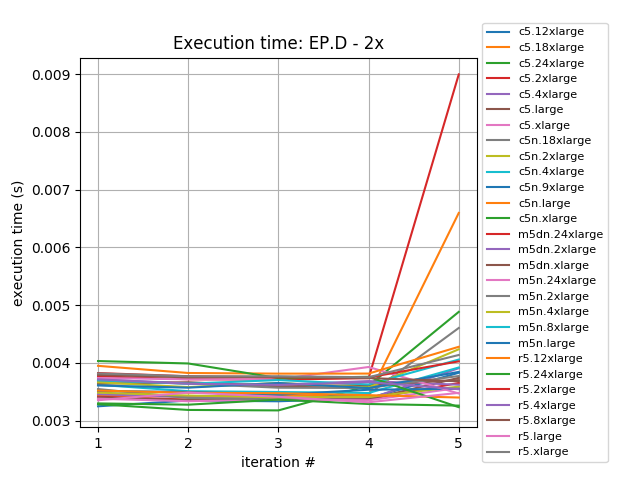 Execution time: EP.D - 2x
execution time (s)
0.009
0.008
0.007
0.006
0.005
0.004
0.003
1 2 3 4 5
iteration #
c5.12xlarge
c5.18xlarge
c5.24xlarge
c5.2xlarge
c5.4xlarge
c5.large
c5.xlarge
c5n.18xlarge
c5n.2xlarge
c5n.4xlarge
c5n.9xlarge
c5n.large
c5n.xlarge
m5dn.24xlarge
m5dn.2xlarge
m5dn.xlarge
m5n.24xlarge
m5n.2xlarge
m5n.4xlarge
m5n.8xlarge
m5n.large
r5.12xlarge
r5.24xlarge
r5.2xlarge
r5.4xlarge
r5.8xlarge
r5.large
r5.xlarge